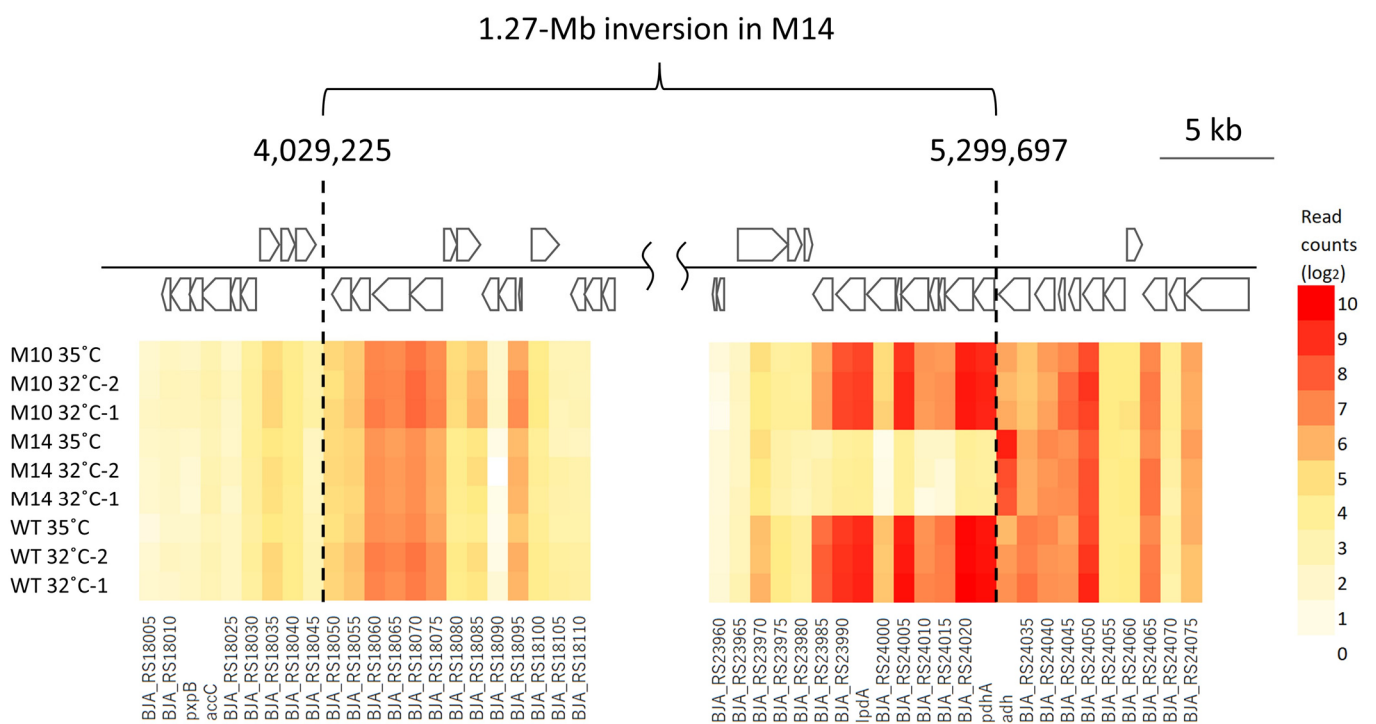 1.27-Mb inversion in M14
4,029,225
5,299,697
5 kb
Read
counts
(log2)
10
9
8
7
6
5
4
3
2
1
0
M10 35˚C
M10 32˚C-2
M10 32˚C-1
M14 35˚C
M14 32˚C-2
M14 32˚C-1
WT 35˚C
WT 32˚C-2
WT 32˚C-1
BJA_RS18005
BJA_RS18010
pxpB
accC
BJA_RS18025
BJA_RS18030
BJA_RS18035
BJA_RS18040
BJA_RS18045
BJA_RS18050
BJA_RS18055
BJA_RS18060
BJA_RS18065
BJA_RS18070
BJA_RS18075
BJA_RS18080
BJA_RS18085
BJA_RS18090
BJA_RS18095
BJA_RS18100
BJA_RS18105
BJA_RS18110
BJA_RS23960
BJA_RS23965
BJA_RS23970
BJA_RS23975
BJA_RS23980
BJA_RS23985
BJA_RS23990
lpdA
BJA_RS24000
BJA_RS24005
BJA_RS24010
BJA_RS24015
BJA_RS24020
pdhA
adh
BJA_RS24035
BJA_RS24040
BJA_RS24045
BJA_RS24050
BJA_RS24055
BJA_RS24060
BJA_RS24065
BJA_RS24070
BJA_RS24075